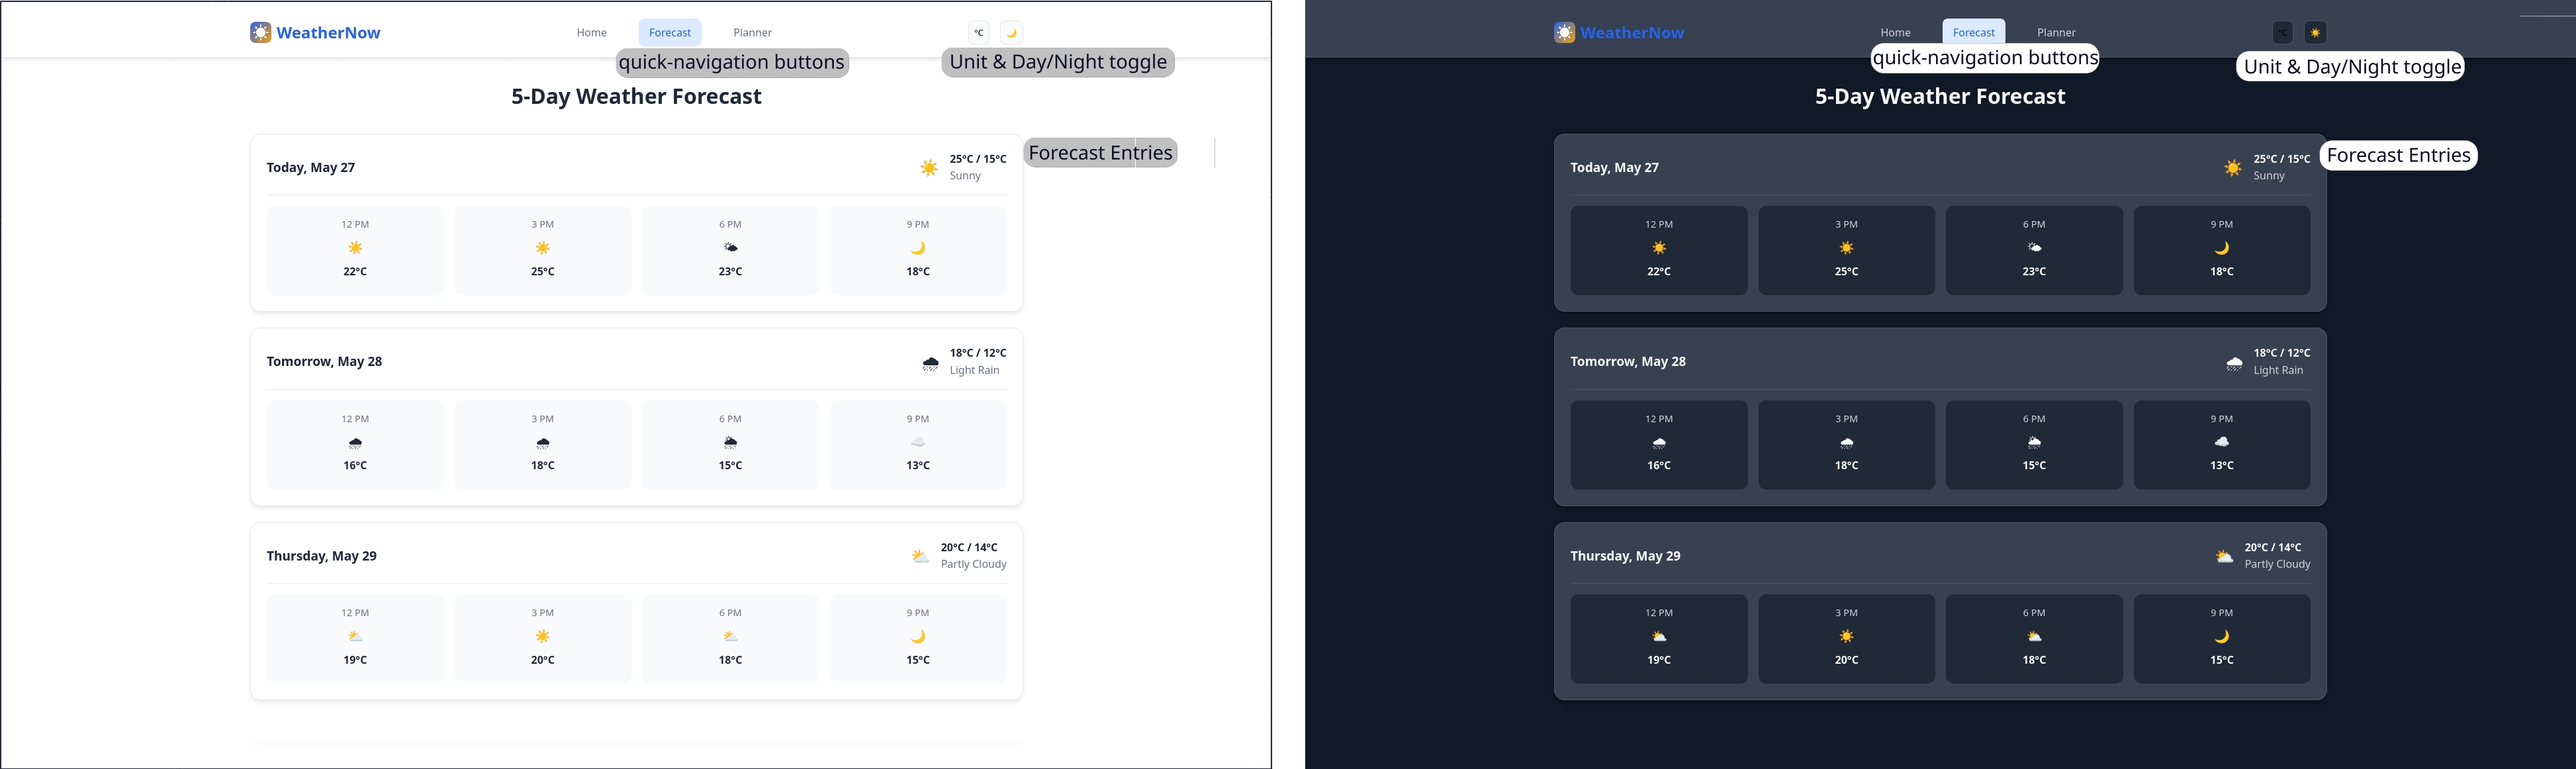 WeatherNow
Home Forecast Planner
°C
quick-navigation buttons
Unit & Day/Night toggle
5-Day Weather Forecast
Forecast Entries
Today, May 27
25°C / 15°C
Sunny
12 PM 3 PM 6 PM 9 PM
22°C 25°C 23°C 18°C
Tomorrow, May 28
18°C / 12°C
Light Rain
12 PM 3 PM 6 PM 9 PM
16°C 18°C 15°C 13°C
Thursday, May 29
20°C / 14°C
Partly Cloudy
12 PM 3 PM 6 PM 9 PM
19°C 20°C 18°C 15°C
WeatherNow
Home Forecast Planner
°C
quick-navigation buttons
Unit & Day/Night toggle
5-Day Weather Forecast
Forecast Entries
Today, May 27
25°C / 15°C
Sunny
12 PM 3 PM 6 PM 9 PM
22°C 25°C 23°C 18°C
Tomorrow, May 28
18°C / 12°C
Light Rain
12 PM 3 PM 6 PM 9 PM
16°C 18°C 15°C 13°C
Thursday, May 29
20°C / 14°C
Partly Cloudy
12 PM 3 PM 6 PM 9 PM
19°C 20°C 18°C 15°C